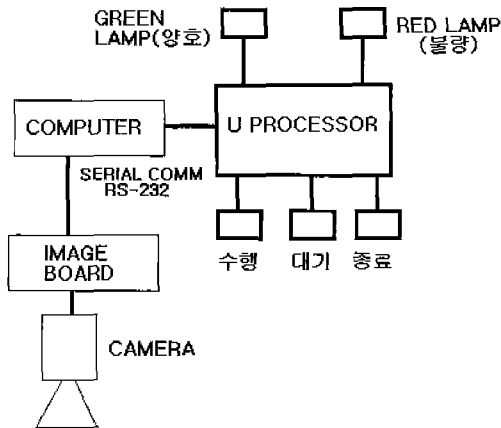 GREEN
LAMP(양호)
RED LAMP
(불량)
COMPUTER
U PROCESSOR
SERIAL COMM
RS-232
수행
대기
종료
IMAGE
BOARD
CAMERA